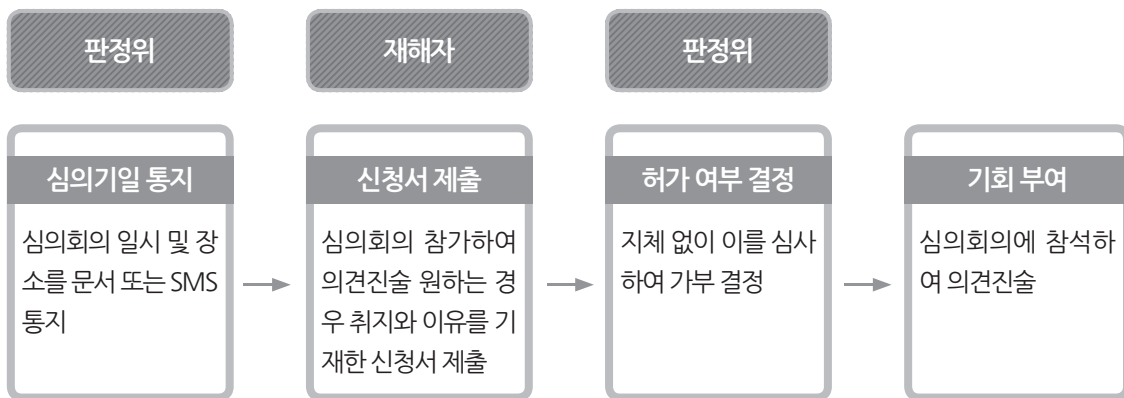 판정위
재해자
판정위
심의기일 통지
심의회의 일시 및 장
소를 문서 또는 SMS
통지
신청서 제출
심의회의 참가하여
의견진술 원하는 경
우 취지와 이유를 기
재한 신청서 제출
허가 여부 결정
지체 없이 이를 심사
하여 가부 결정
기회 부여
심의회의에 참석하
여 의견진술